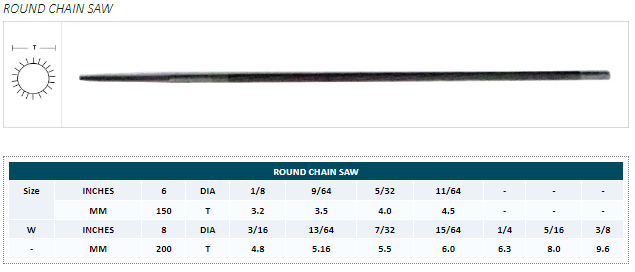 ROUND CHAIN SAW
T
ROUND CHAIN SAW
Size INCHES 6 DIA 1/8 9/64 5/32 11/64 - - -
MM 150 T 3.2 3.5 4.0 4.5
W INCHES 8 DIA 3/16 13/64 7/32 15/64 1/4 5/16 3/8
- MM 200 T 4.8 5.16 5.5 6.0 6.3 8.0 9.6